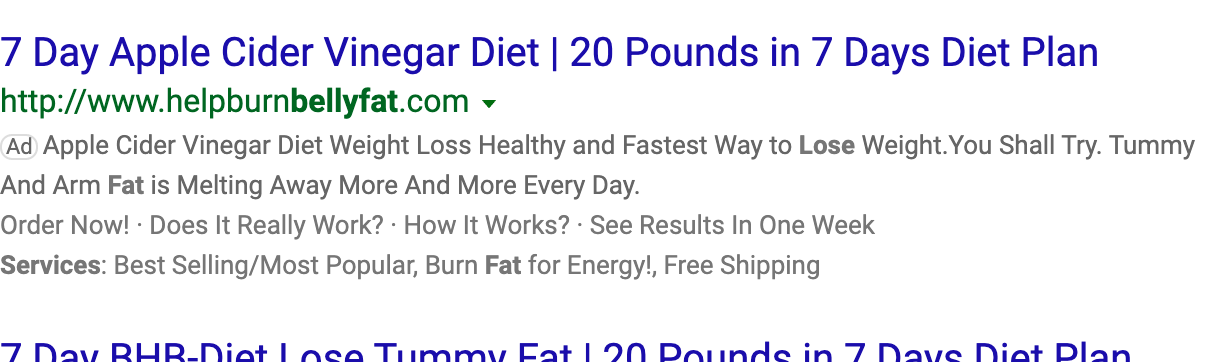 7 Day Apple Cider Vinegar Diet | 20 Pounds in 7 Days Diet Plan
http://www.helpburnbellyfat.com
Ad Apple Cider Vinegar Diet Weight Loss Healthy and Fastest Way to Lose Weight.You Shall Try. Tummy
And Arm Fat is Melting Away More And More Every Day.
Order Now! · Does It Really Work? · How It Works? · See Results In One Week
Services: Best Selling/Most Popular, Burn Fat for Energy!, Free Shipping
7 Day BHB-Diet Lose Tummy Fat | 20 Pounds in 7 Days Diet Plan